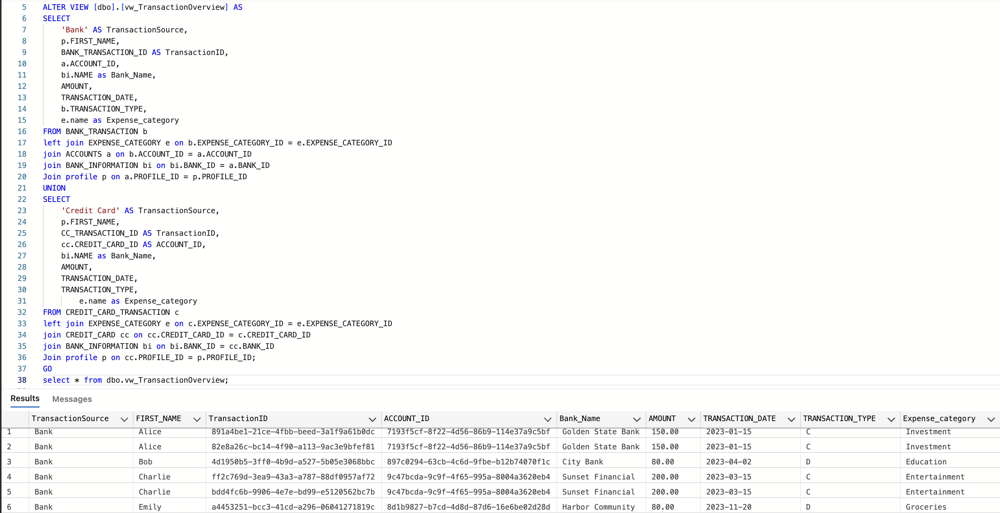 5 ALTER VIEW [dbo].[vw_TransactionOverview] AS
6 SELECT
7 'Bank' AS TransactionSource,
8 p.FIRST_NAME,
9 BANK_TRANSACTION_ID AS TransactionID,
10 a.ACCOUNT_ID,
11 bi.NAME as Bank_Name,
12 AMOUNT,
13 TRANSACTION_DATE,
14 b.TRANSACTION_TYPE,
15 e.name as Expense_category
16 FROM BANK_TRANSACTION b
17 left join EXPENSE_CATEGORY e on b.EXPENSE_CATEGORY_ID = e.EXPENSE_CATEGORY_ID
18 join ACCOUNTS a on b.ACCOUNT_ID = a.ACCOUNT_ID
19 join BANK_INFORMATION bi on bi.BANK_ID = a.BANK_ID
20 Join profile p on a.PROFILE_ID = p.PROFILE_ID
21 UNION
22 SELECT
23 'Credit Card' AS TransactionSource,
24 p.FIRST_NAME,
25 CC_TRANSACTION_ID AS TransactionID,
26 cc.CREDIT_CARD_ID AS ACCOUNT_ID,
27 bi.NAME as Bank_Name,
28 AMOUNT,
29 TRANSACTION_DATE,
30 TRANSACTION_TYPE,
31 e.name as Expense_category
32 FROM CREDIT_CARD_TRANSACTION c
33 left join EXPENSE_CATEGORY e on c.EXPENSE_CATEGORY_ID = e.EXPENSE_CATEGORY_ID
34 join CREDIT_CARD cc on cc.CREDIT_CARD_ID = c.CREDIT_CARD_ID
35 join BANK_INFORMATION bi on bi.BANK_ID = cc.BANK_ID
36 Join profile p on cc.PROFILE_ID = p.PROFILE_ID;
37 GO
38 select * from dbo.vw_TransactionOverview;
Results Messages
TransactionSource FIRST_NAME TransactionID ACCOUNT_ID Bank_Name AMOUNT TRANSACTION_DATE TRANSACTION_TYPE Expense_category
1 Bank Alice 891a4be1-21ce-4fbb-beed-3a1f9a61b0dc 7193f5cf-8f22-4d56-86b9-114e37a9c5bf Golden State Bank 150.00 2023-01-15 C Investment
2 Bank Alice 82e8a26c-bc14-4f90-a113-9ac3e9bfef81 7193f5cf-8f22-4d56-86b9-114e37a9c5bf Golden State Bank 150.00 2023-01-15 C Investment
3 Bank Bob 4d1950b5-3ff0-4b9d-a527-5b05e3068bbc 897c0294-63cb-4c6d-9fbe-b12b74070f1c City Bank 80.00 2023-04-02 D Education
4 Bank Charlie ff2c769d-3ea9-43a3-a787-88df0957af72 9c47bcda-9c9f-4f65-995a-8004a3620eb4 Sunset Financial 200.00 2023-03-15 C Entertainment
5 Bank Charlie bdd4fc6b-9906-4e7e-bd99-e5120562bc7b 9c47bcda-9c9f-4f65-995a-8004a3620eb4 Sunset Financial 200.00 2023-03-15 C Entertainment
6 Bank Emily a4453251-bcc3-41cd-a296-06041271819c 8d1b9827-b7cd-4d8d-87d6-16e6be02d28d Harbor Community 80.00 2023-11-20 D Groceries